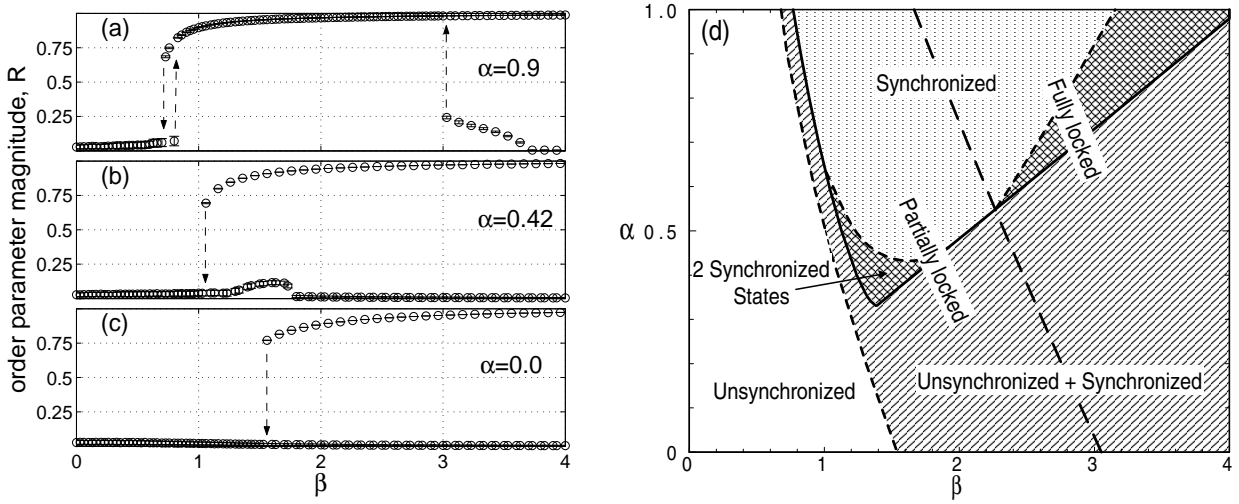 order parameter magnitude, R
(a)
0.75
0.5
0.25
α=0.9
(b)
0.75
0.5
0.25
α=0.42
(c)
0.75
0.5
0.25
α=0.0
0 1 2 3 4
β
(d)
1.0
α 0.5
0
Synchronized
Fully locked
Partially locked
2 Synchronized
States
Unsynchronized
Unsynchronized + Synchronized
0 1 2 3 4
β